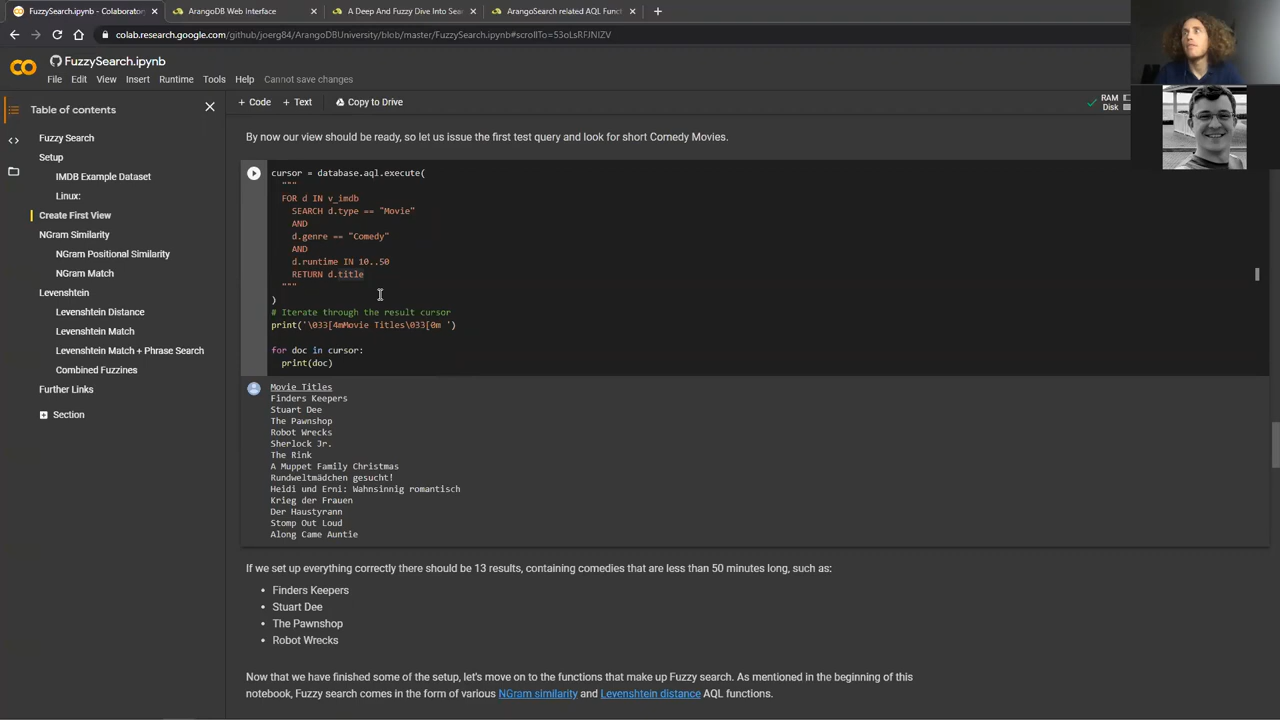 FuzzySearch.ipynb - Colaborator
ArangoDB Web Interface
A Deep And Fuzzy Dive Into Sea
ArangoSearch related AQL Funct
colab.research.google.com/github/joerg84/ArangoDBUniversity/blob/master/FuzzySearch.ipynb#scrollTo=53oLsRFJNIZV
FuzzySearch.ipynb
File Edit View Insert Runtime Tools Help Cannot save changes
Table of contents
+ Code + Text Copy to Drive
RAM
Disk
Fuzzy Search
Setup
IMDB Example Dataset
Linux:
Create First View
NGram Similarity
NGram Positional Similarity
NGram Match
Levenshtein
Levenshtein Distance
Levenshtein Match
Levenshtein Match + Phrase Search
Combined Fuzzines
Further Links
Section
By now our view should be ready, so let us issue the first test query and look for short Comedy Movies.
cursor = database.aql.execute(
"""
FOR d IN v_imdb
SEARCH d.type == "Movie"
AND
d.genre == "Comedy"
AND
d.runtime IN 10..50
RETURN d.title
"""
)
# Iterate through the result cursor
print('\033[4mMovie Titles\033[0m ')
for doc in cursor:
print(doc)
Movie Titles
Finders Keepers
Stuart Dee
The Pawnshop
Robot Wrecks
Sherlock Jr.
The Rink
A Muppet Family Christmas
Rundweltmädchen gesucht!
Heidi und Erni: Wahnsinnig romantisch
Krieg der Frauen
Der Haustyrann
Stomp Out Loud
Along Came Auntie
If we set up everything correctly there should be 13 results, containing comedies that are less than 50 minutes long, such as:
• Finders Keepers
• Stuart Dee
• The Pawnshop
• Robot Wrecks
Now that we have finished some of the setup, let's move on to the functions that make up Fuzzy search. As mentioned in the beginning of this
notebook, Fuzzy search comes in the form of various NGram similarity and Levenshtein distance AQL functions.